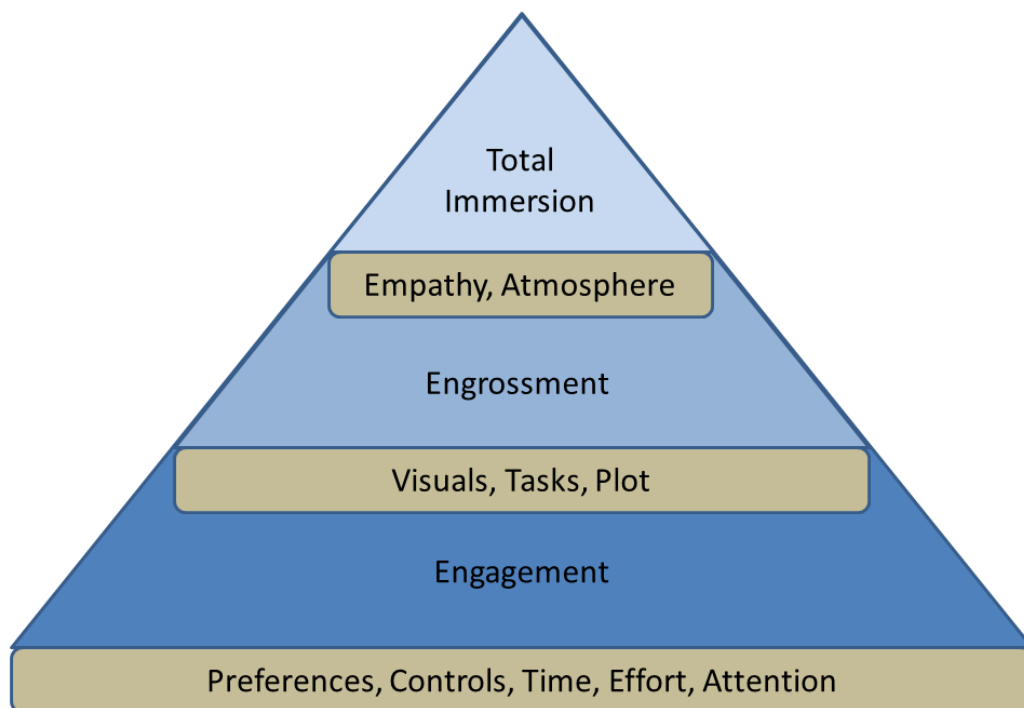 Total
Immersion
Empathy, Atmosphere
Engrossment
Visuals, Tasks, Plot
Engagement
Preferences, Controls, Time, Effort, Attention